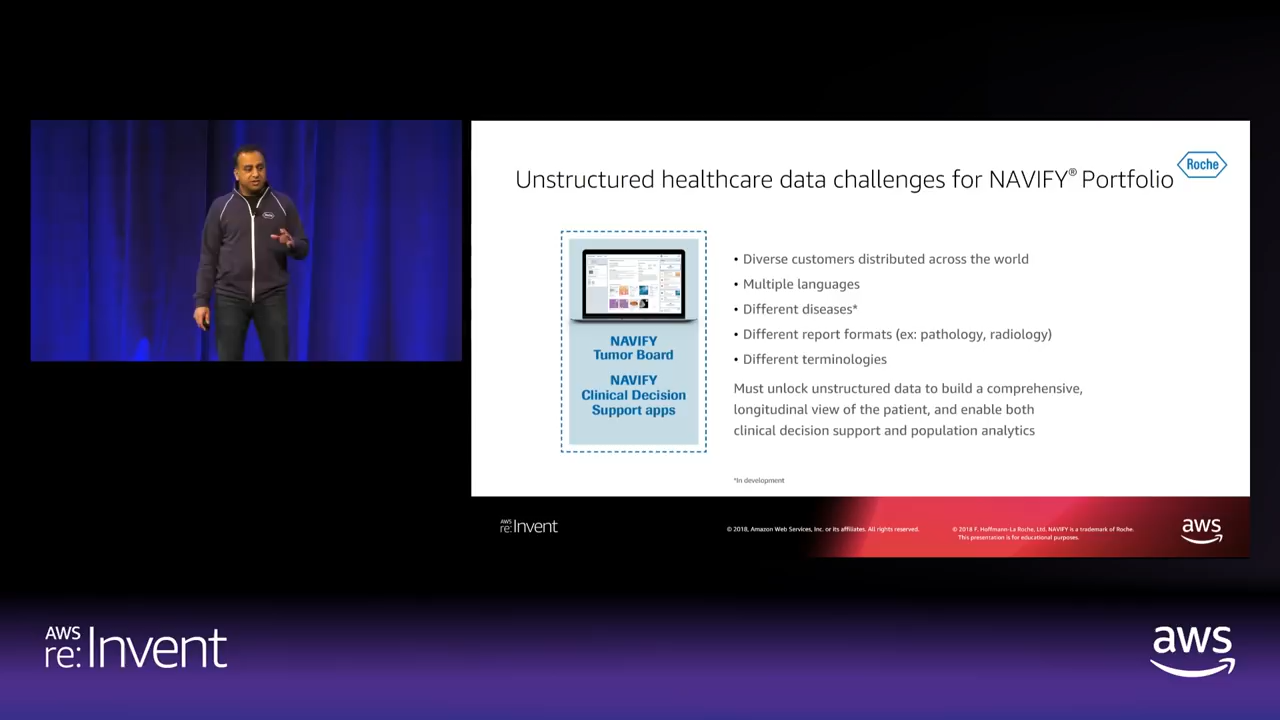 Unstructured healthcare data challenges for NAVIFY® Portfolio
Roche
NAVIFY
Tumor Board
NAVIFY
Clinical Decision
Support apps
• Diverse customers distributed across the world
• Multiple languages
• Different diseases*
• Different report formats (ex: pathology, radiology)
• Different terminologies
Must unlock unstructured data to build a comprehensive,
longitudinal view of the patient, and enable both
clinical decision support and population analytics
*In development
AWS
re:Invent
© 2018, Amazon Web Services, Inc. or its affiliates. All rights reserved.
© 2018 F. Hoffmann-La Roche, Ltd. NAVIFY is a trademark of Roche.
This presentation is for educational purposes.
aws
AWS
re:Invent
aws